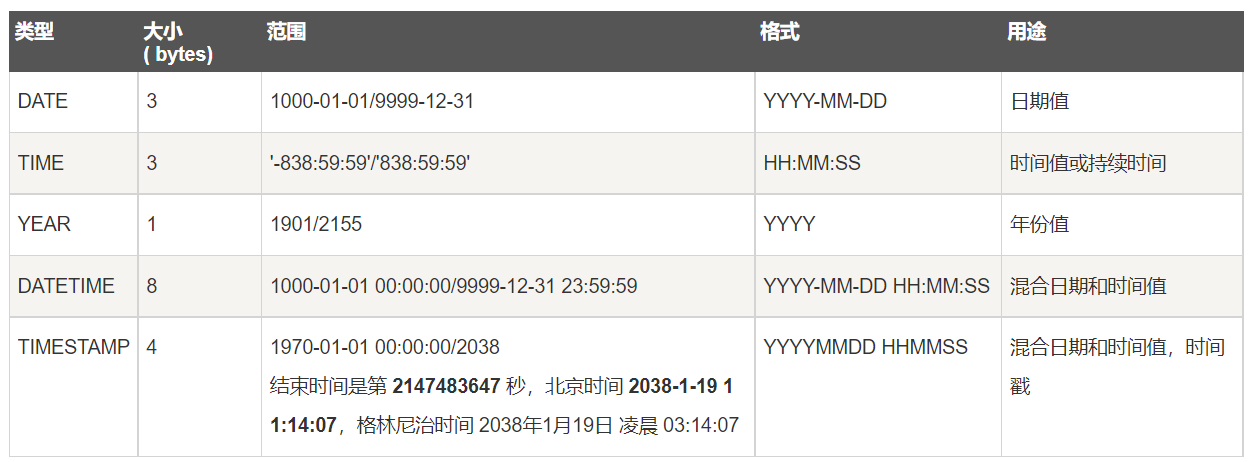 类型 大小 范围 格式 用途
( bytes)
DATE 3 1000-01-01/9999-12-31 YYYY-MM-DD 日期值
TIME 3 '-838:59:59'/'838:59:59' HH:MM:SS 时间值或持续时间
YEAR 1 1901/2155 YYYY 年份值
DATETIME 8 1000-01-01 00:00:00/9999-12-31 23:59:59 YYYY-MM-DD HH:MM:SS 混合日期和时间值
TIMESTAMP 4 1970-01-01 00:00:00/2038 YYYYMMDD HHMMSS 混合日期和时间值，时间
结束时间是第 2147483647 秒，北京时间 2038-1-19 1 戳
1:14:07，格林尼治时间 2038年1月19日 凌晨 03:14:07